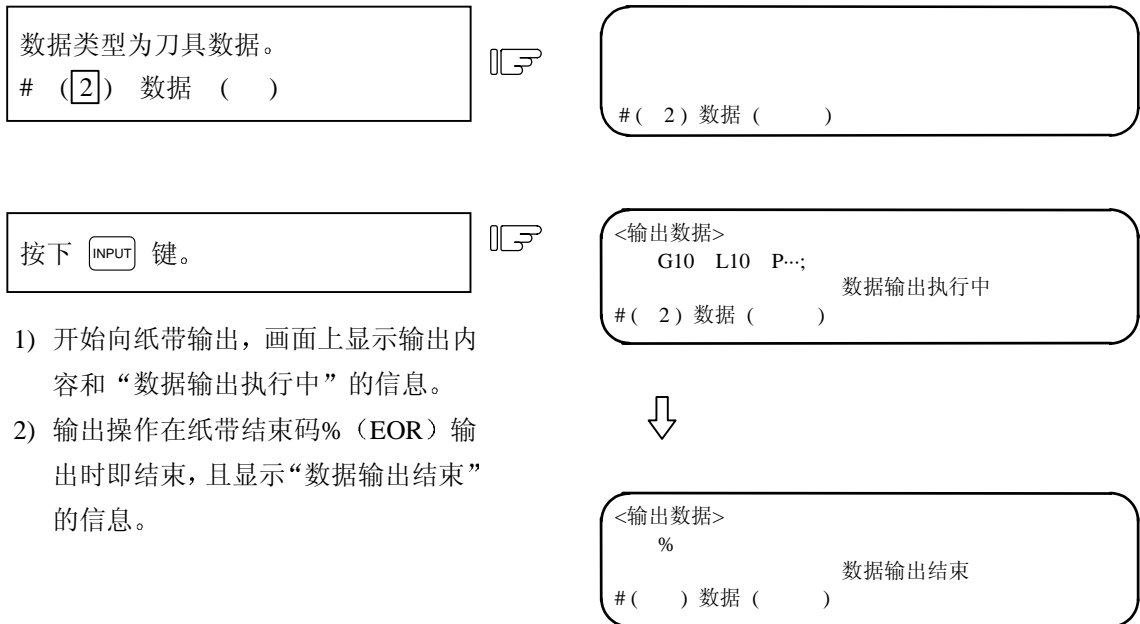 数据类型为刀具数据。
# (2) 数据 ( )
#( 2) 数据 ( )
按下 INPUT 键。
<输出数据>
G10 L10 P…;
数据输出执行中
#( 2) 数据 ( )
1) 开始向纸带输出，画面上显示输出内
容和“数据输出执行中”的信息。
2) 输出操作在纸带结束码%（EOR）输
出时即结束，且显示“数据输出结束”
的信息。
<输出数据>
%
数据输出结束
#( ) 数据 ( )